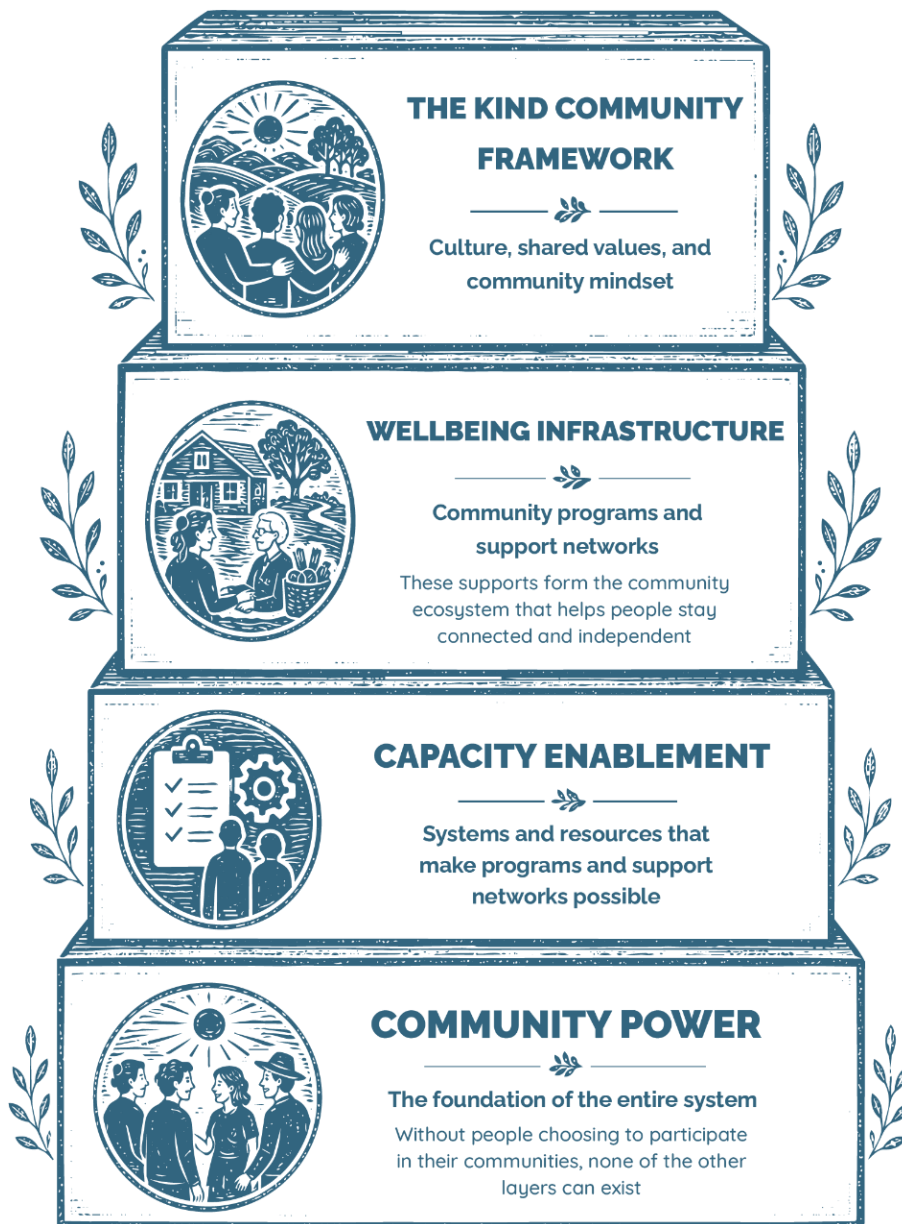 THE KIND COMMUNITY
FRAMEWORK
Culture, shared values, and
community mindset
WELLBEING INFRASTRUCTURE
Community programs and
support networks
These supports form the community
ecosystem that helps people stay
connected and independent
CAPACITY ENABLEMENT
Systems and resources that
make programs and support
networks possible
COMMUNITY POWER
The foundation of the entire system
Without people choosing to participate
in their communities, none of the other
layers can exist